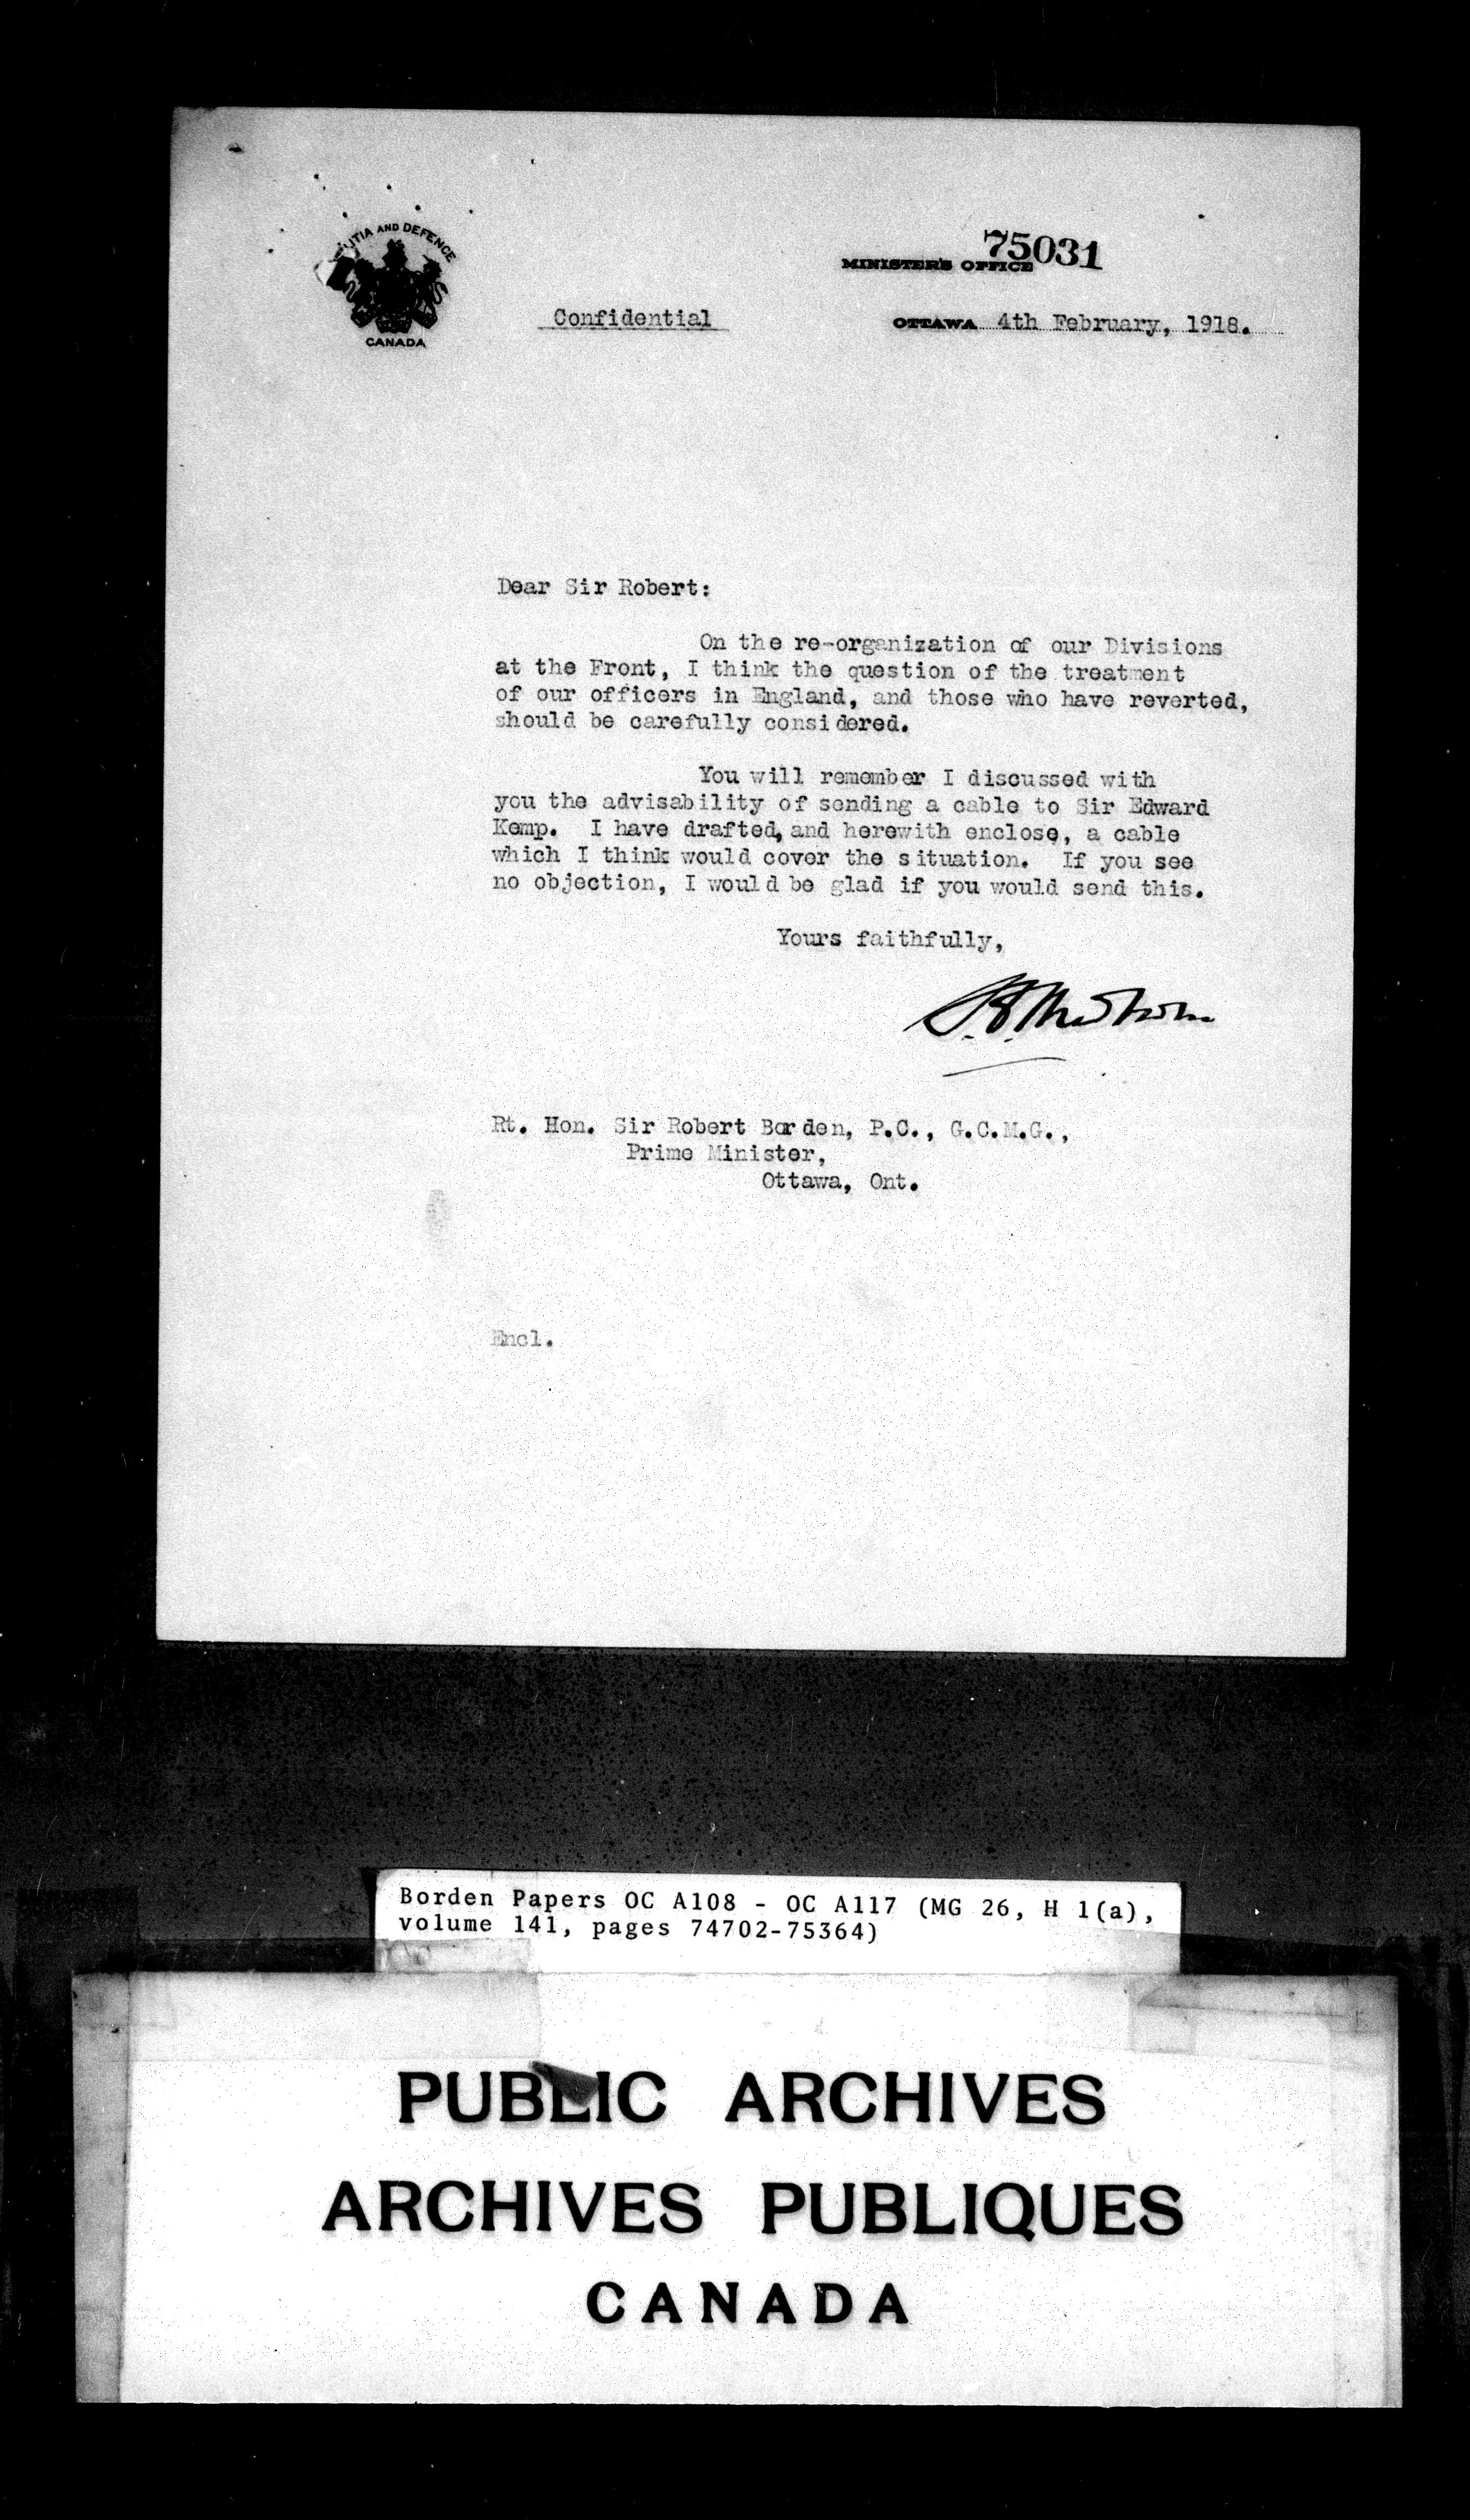 75031
MILITIA AND DEFENCE
CANADA
MINISTER'S OFFICE
Confidential
OTTAWA 4th February, 1918.
Dear Sir Robert:
On the re-organization of our Divisions
at the Front, I think the question of the treatment
of our officers in England, and those who have reverted,
should be carefully considered.
You will remember I discussed with
you the advisability of sending a cable to Sir Edward
Kemp. I have drafted, and herewith enclose, a cable
which I think would cover the situation. If you see
no objection, I would be glad if you would send this.
Yours faithfully,
Rt. Hon. Sir Robert Borden, P.C., G.C.M.G.,
Prime Minister,
Ottawa, Ont.
Encl.
Borden Papers OC A108 - OC A117 (MG 26, H 1(a),
volume 141, pages 74702-75364)
PUBLIC ARCHIVES
ARCHIVES PUBLIQUES
CANADA